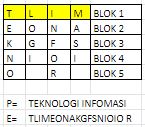 T L I M BLOK 1
E O N A BLOK 2
K G F S BLOK 3
N I O I BLOK 4
O R BLOK 5
P= TEKNOLOGI INFOMASI
E= TLIMEONAKGFSNIOIO R